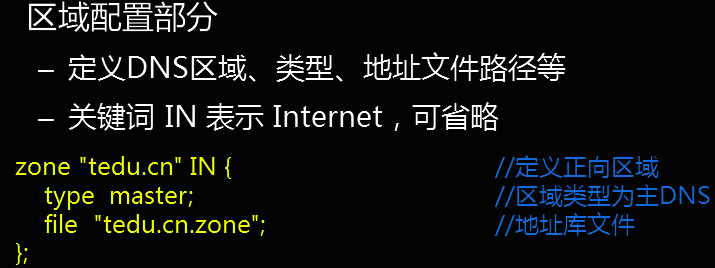 区域配置部分
– 定义DNS区域、类型、地址文件路径等
– 关键词 IN 表示 Internet，可省略
zone "tedu.cn" IN { //定义正向区域
type master; //区域类型为主DNS
file "tedu.cn.zone"; //地址库文件
};